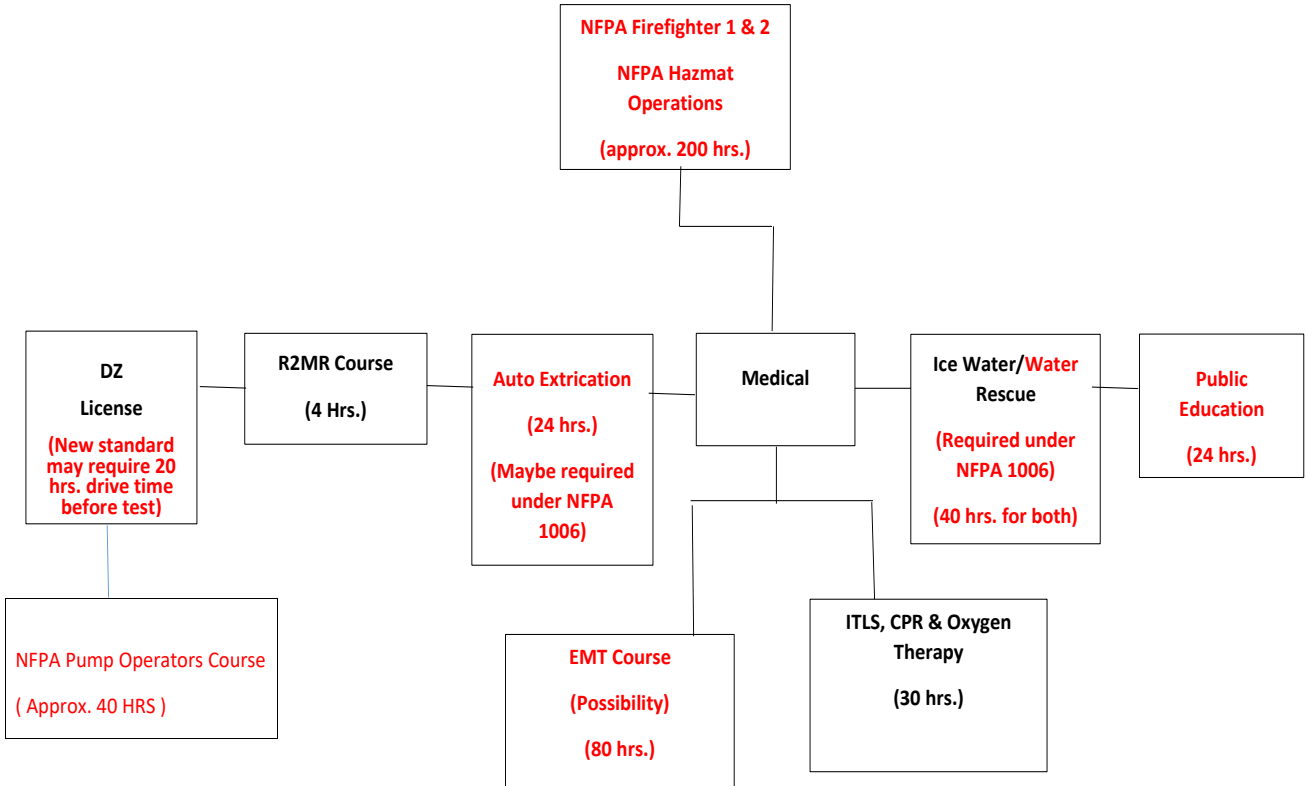 NFPA Firefighter 1 & 2
NFPA Hazmat
Operations
(approx. 200 hrs.)
DZ
License
(New standard
may require 20
hrs. drive time
before test)
R2MR Course
(4 Hrs.)
Auto Extrication
(24 hrs.)
(Maybe required
under NFPA
1006)
Medical
Ice Water/Water
Rescue
(Required under
NFPA 1006)
(40 hrs. for both)
Public
Education
(24 hrs.)
NFPA Pump Operators Course
( Approx. 40 HRS )
EMT Course
(Possibility)
(80 hrs.)
ITLS, CPR & Oxygen
Therapy
(30 hrs.)